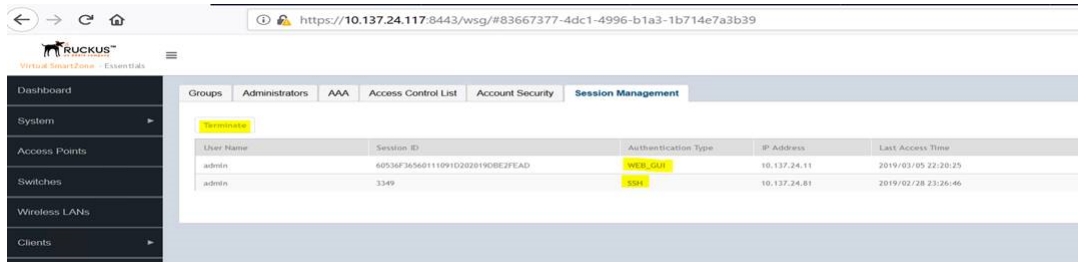 https://10.137.24.117:8443/wsg/#83667377-4dc1-4996-b1a3-1b714e7a3b39
RUCKUS™
Virtual SmartZone - Essentials
Dashboard
System
Access Points
Switches
Wireless LANs
Clients
Groups Administrators AAA Access Control List Account Security Session Management
Terminate
User Name Session ID Authentication Type IP Address Last Access Time
admin WEB_GUI 10.137.24.11 2019/03/05 22:20:25
admin 3349 SSH 10.137.24.81 2019/02/28 23:26:46